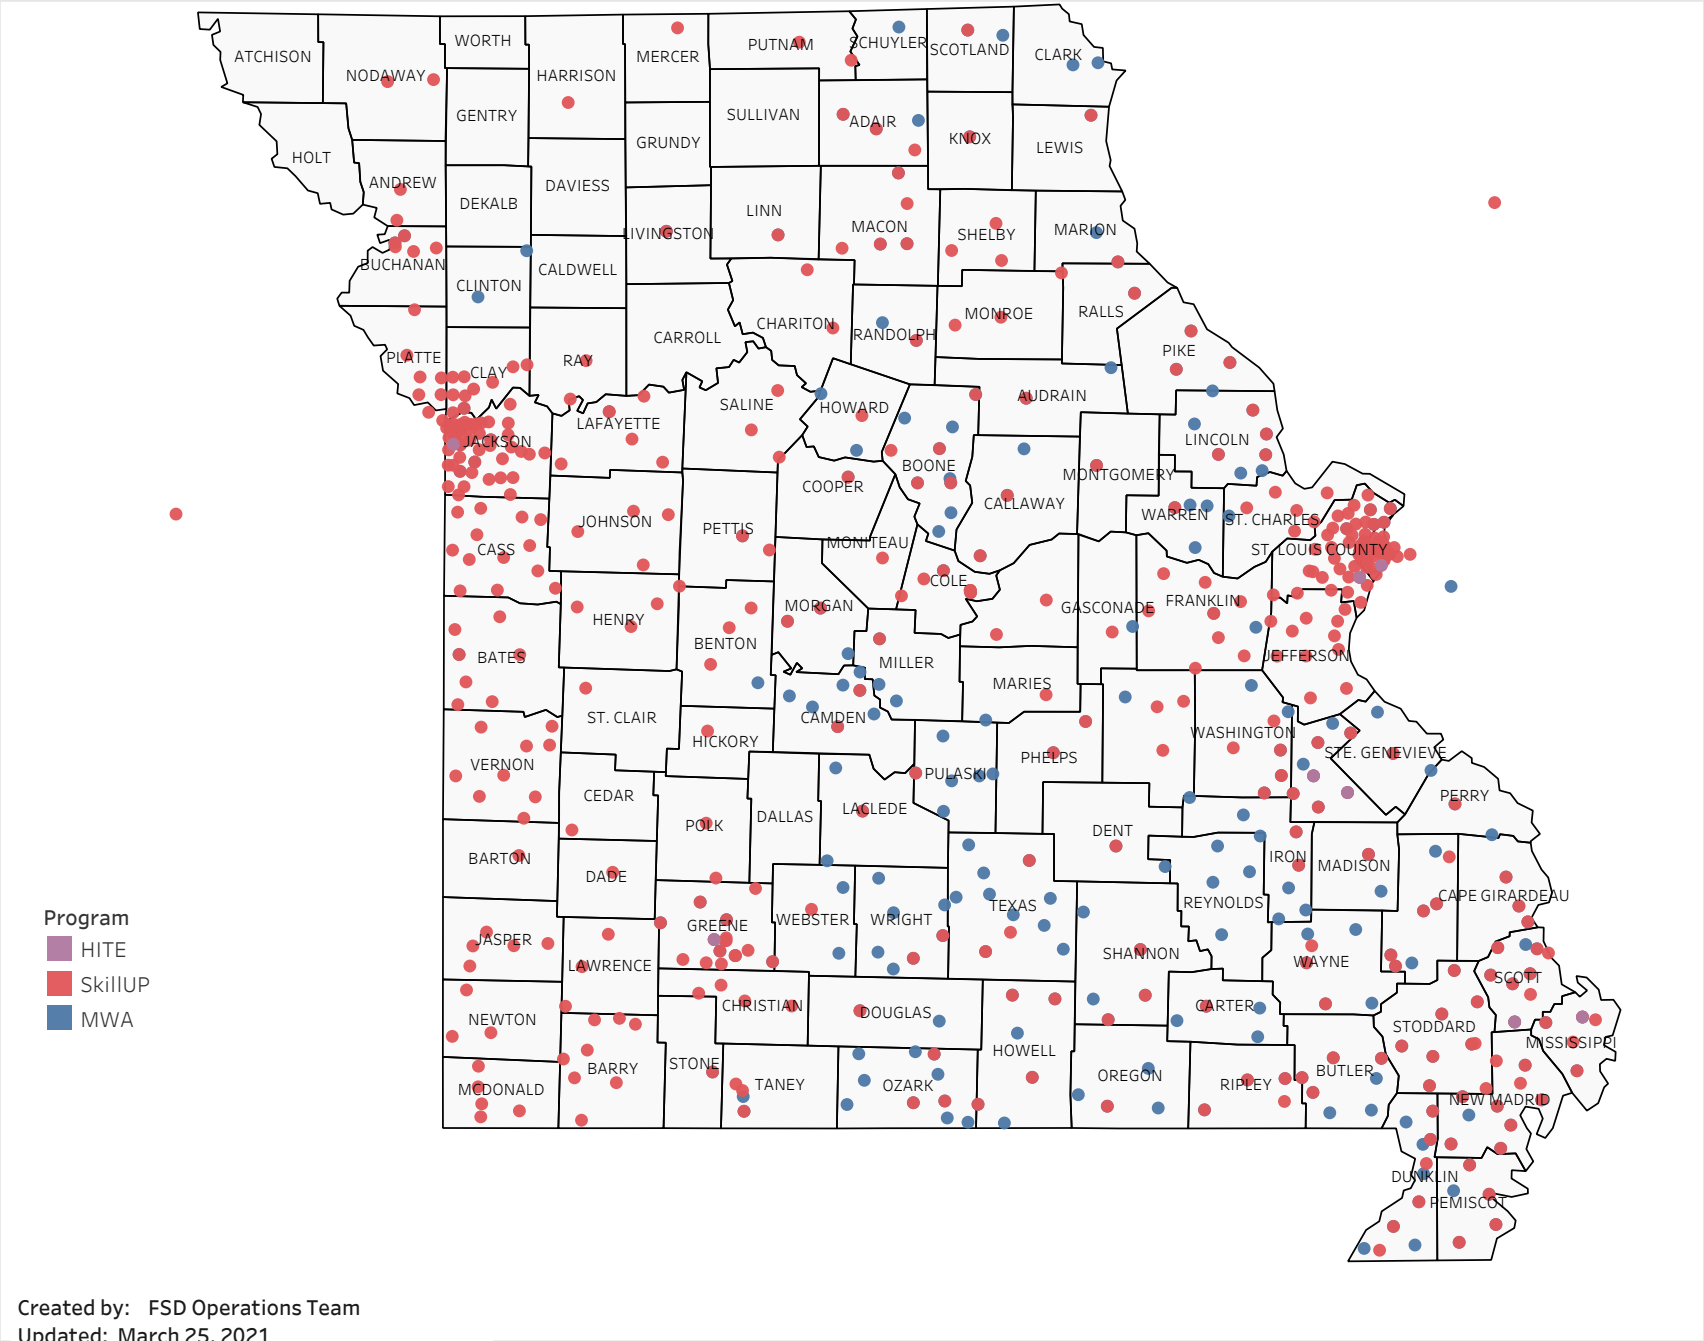 WORTH
SCHUYLER
PUTNAM
SCOTLAND
CLARK
ATCHISON
MERCER
NODAWAY
HARRISON
GENTRY
SULLIVAN
ADAIR
KNOX
GRUNDY
LEWIS
HOLT
ANDREW
DAVIESS
DEKALB
LINN
MACON
MARION
LIVINGSTON
SHELBY
BUCHANAN
CALDWELL
CLINTON
RALLS
MONROE
CHARITON
RANDOLPH
CARROLL
PIKE
PLATTE
RAY
CLAY
AUDRAIN
SALINE
HOWARD
LAFAYETTE
LINCOLN
JACKSON
BOONE
MONTGOMERY
COOPER
CALLAWAY
WARREN
ST. CHARLES
JOHNSON
PETTIS
MONITEAU
CASS
ST. LOUIS COUNTY
COLE
FRANKLIN
MORGAN
GASCONADE
HENRY
BENTON
BATES
JEFFERSON
MILLER
MARIES
ST. CLAIR
CAMDEN
WASHINGTON
HICKORY
STE. GENEVIEVE
PHELPS
VERNON
PULASKI
CEDAR
PERRY
LACLEDE
DALLAS
POLK
DENT
BARTON
IRON
MADISON
DADE
CAPE GIRARDEAU
REYNOLDS
TEXAS
Program
WEBSTER
WRIGHT
GREENE
JASPER
HITE
SHANNON
WAYNE
LAWRENCE
SCOTT
SkillUP
CHRISTIAN
CARTER
DOUGLAS
MWA
NEWTON
STODDARD
MISSISSIPPI
HOWELL
STONE
BARRY
BUTLER
OREGON
TANEY
RIPLEY
OZARK
MCDONALD
NEW MADRID
DUNKLIN
PEMISCOT
Created by: FSD Operations Team
Updated: March 25, 2021